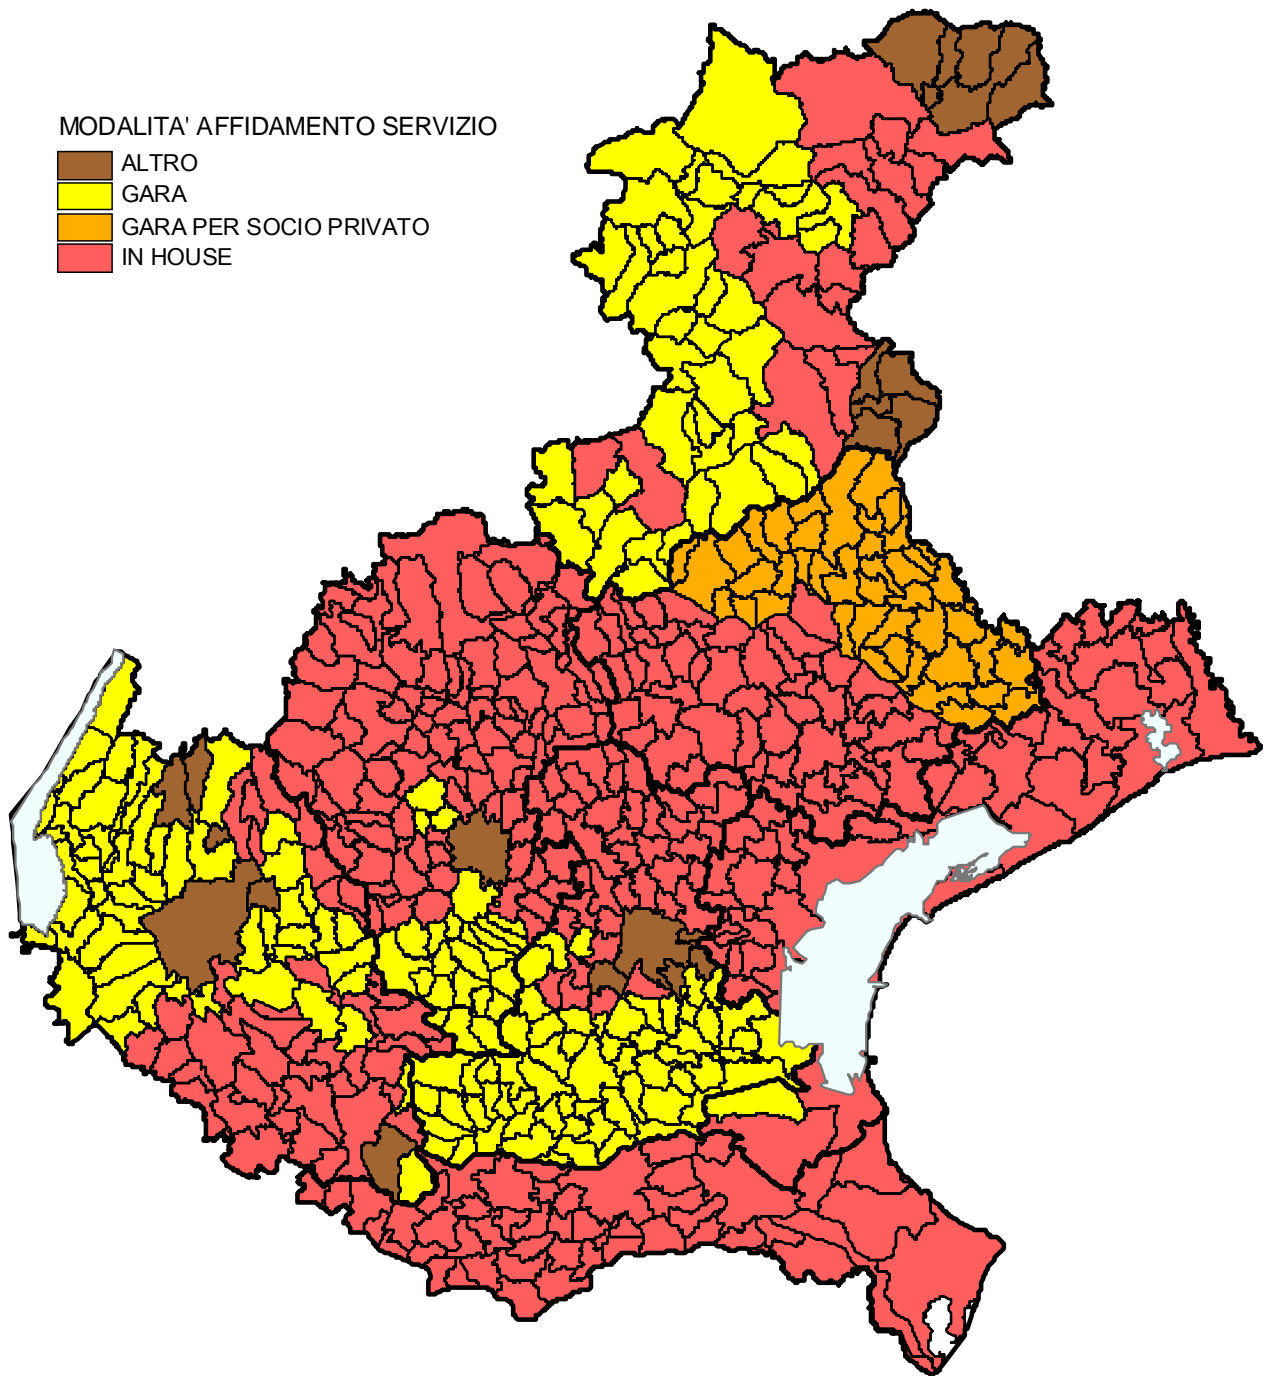 MODALITA' AFFIDAMENTO SERVIZIO
ALTRO
GARA
GARA PER SOCIO PRIVATO
IN HOUSE